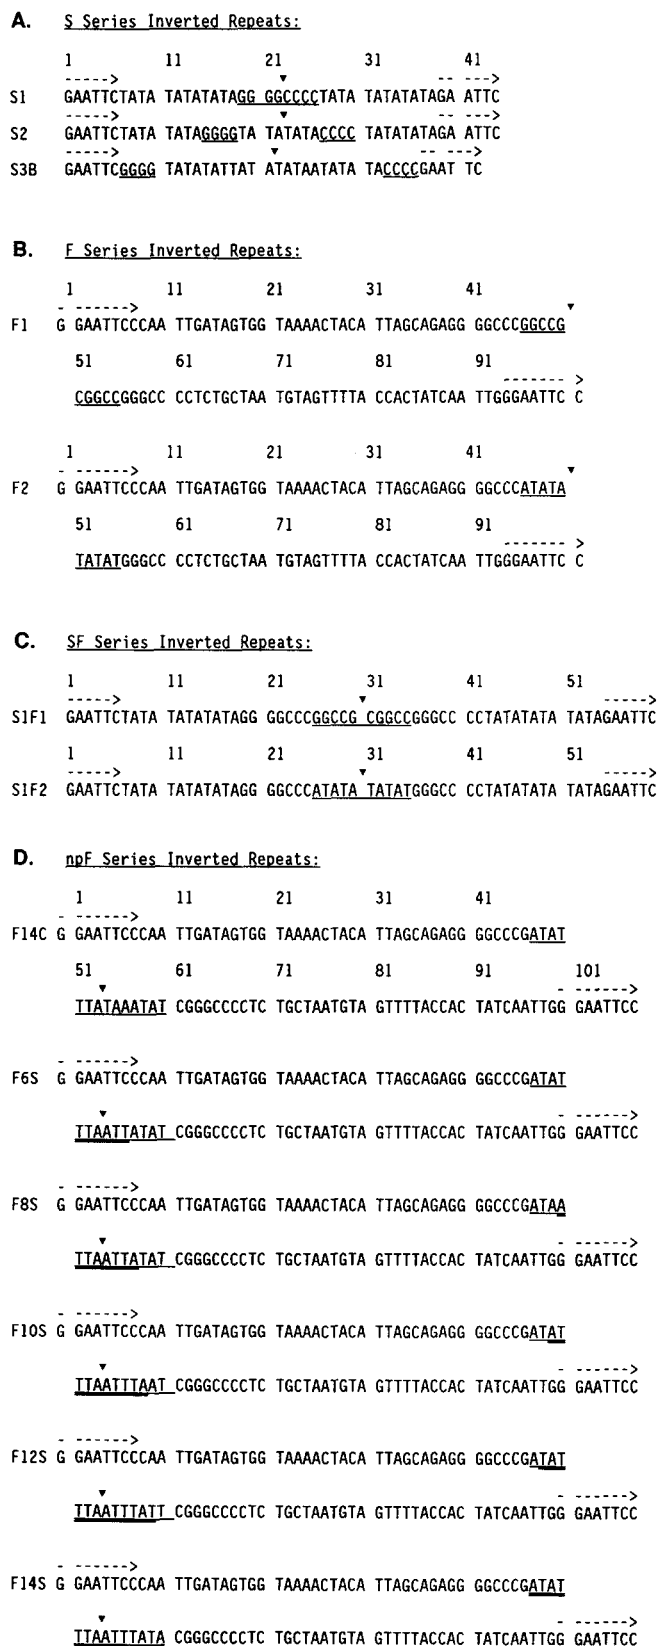 A. S Series Inverted Repeats:
1 11 21 31 41
-----> -- --->
S1 GAATTCTATA TATATATAGG GGCCCCTATA TATATATAGA ATTC
-----> -- --->
S2 GAATTCTATA TATAGGGGTA TATATACCCC TATATATAGA ATTC
-----> -- --->
S3B GAATTCGGGG TATATATTAT ATATAATATA TACCCCGAAT TC
B. F Series Inverted Repeats:
1 11 21 31 41
- ------>
F1 G GAATTCCCAA TTGATAGTGG TAAAACTACA TTAGCAGAGG GGCCCGGCCG
51 61 71 81 91
------- >
CGGCCGGGCC CCTCTGCTAA TGTAGTTTTA CCACTATCAA TTGGGAATTC C
1 11 21 31 41
- ------>
F2 G GAATTCCCAA TTGATAGTGG TAAAACTACA TTAGCAGAGG GGCCCATATA
51 61 71 81 91
------- >
TATATGGGCC CCTCTGCTAA TGTAGTTTTA CCACTATCAA TTGGGAATTC C
C. SF Series Inverted Repeats:
1 11 21 31 41 51
-----> ----->
S1F1 GAATTCTATA TATATATAGG GGCCCGGCCG CGGCCGGGCC CCTATATATA TATAGAATTC
1 11 21 31 41 51
-----> ----->
S1F2 GAATTCTATA TATATATAGG GGCCCATATA TATATGGGCC CCTATATATA TATAGAATTC
D. npF Series Inverted Repeats:
1 11 21 31 41
- ------>
F14C G GAATTCCCAA TTGATAGTGG TAAAACTACA TTAGCAGAGG GGCCCGATAT
51 61 71 81 91 101
- ------>
TTATAAATAT CGGGCCCCTC TGCTAATGTA GTTTTACCAC TATCAATTGG GAATTCC
- ------>
F6S G GAATTCCCAA TTGATAGTGG TAAAACTACA TTAGCAGAGG GGCCCGATAT
- ------>
TTAATTATAT CGGGCCCCTC TGCTAATGTA GTTTTACCAC TATCAATTGG GAATTCC
- ------>
F8S G GAATTCCCAA TTGATAGTGG TAAAACTACA TTAGCAGAGG GGCCCGATAA
- ------>
TTAATTATAT CGGGCCCCTC TGCTAATGTA GTTTTACCAC TATCAATTGG GAATTCC
- ------>
F10S G GAATTCCCAA TTGATAGTGG TAAAACTACA TTAGCAGAGG GGCCCGATAT
- ------>
TTAATTTAAT CGGGCCCCTC TGCTAATGTA GTTTTACCAC TATCAATTGG GAATTCC
- ------>
F12S G GAATTCCCAA TTGATAGTGG TAAAACTACA TTAGCAGAGG GGCCCGATAT
- ------>
TTAATTTATT CGGGCCCCTC TGCTAATGTA GTTTTACCAC TATCAATTGG GAATTCC
- ------>
F14S G GAATTCCCAA TTGATAGTGG TAAAACTACA TTAGCAGAGG GGCCCGATAT
- ------>
TTAATTTATA CGGGCCCCTC TGCTAATGTA GTTTTACCAC TATCAATTGG GAATTCC